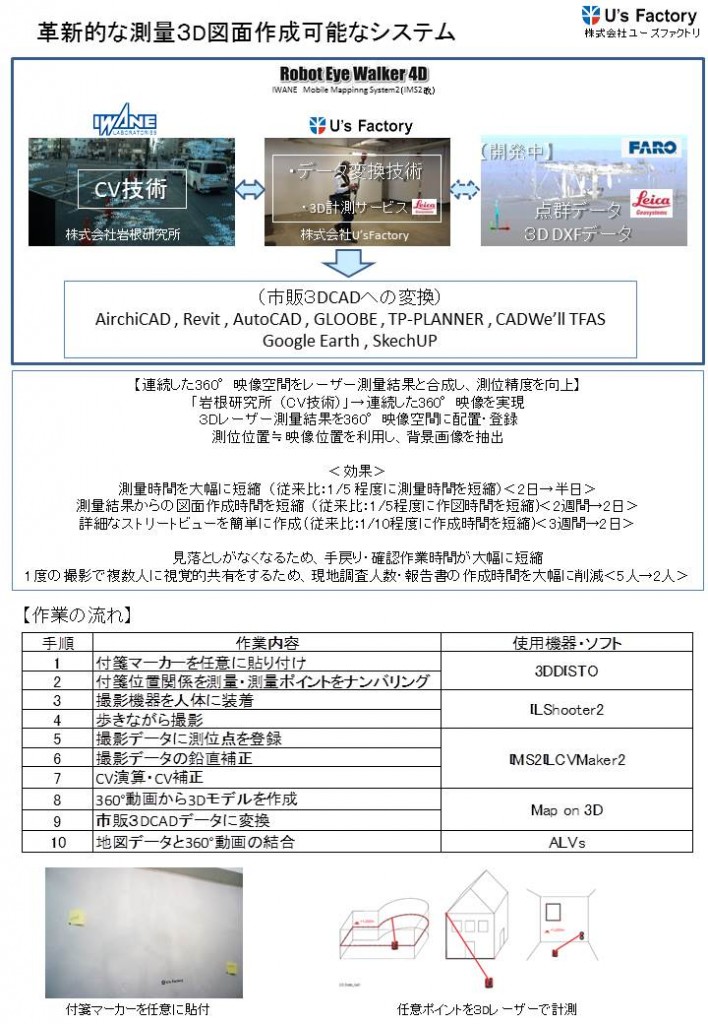 革新的な測量3D図面作成可能なシステム
U's Factory
株式会社ユーズファクトリ
Robot Eye Walker 4D
IWANE Mobile Mappinng System2(IMS2改)
IWANE
LABORATORIES
U's Factory
CV技術
株式会社岩根研究所
・データ変換技術
・3D計測サービス
Leica
Geosystems
株式会社U'sFactory
【開発中】
FARO
Leica
Geosystems
点群データ
3D DXFデータ
(市販3DCADへの変換)
AirchiCAD , Revit , AutoCAD , GLOOBE , TP-PLANNER , CADWe'll TFAS
Google Earth , SkechUP
【連続した360° 映像空間をレーザー測量結果と合成し、測位精度を向上】
「岩根研究所 (CV技術)」→連続した360° 映像を実現
3Dレーザー測量結果を360° 映像空間に配置・登録
測位位置≒映像位置を利用し、背景画像を抽出
<効果>
測量時間を大幅に短縮 (従来比:1/5 程度に測量時間を短縮)<2日→半日>
測量結果からの図面作成時間を短縮 (従来比:1/5程度に作図時間を短縮)<2週間→2日>
詳細なストリートビューを簡単に作成(従来比:1/10程度に作成時間を短縮)<3週間→2日>
見落としがなくなるため、手戻り・確認作業時間が大幅に短縮
1度の撮影で複数人に視覚的共有をするため、現地調査人数・報告書の作成時間を大幅に削減<5人→2人>
【作業の流れ】
手順 作業内容 使用機器・ソフト
1 付箋マーカーを任意に貼り付け 3DDISTO
2 付箋位置関係を測量・測量ポイントをナンバリング
3 撮影機器を人体に装着 ILShooter2
4 歩きながら撮影
5 撮影データに測位点を登録 IMS2ILCVMaker2
6 撮影データの鉛直補正
7 CV演算・CV補正
8 360°動画から3Dモデルを作成 Map on 3D
9 市販3DCADデータに変換
10 地図データと360°動画の結合 ALVs
U's Factory
付箋マーカーを任意に貼付
任意ポイントを3Dレーザーで計測